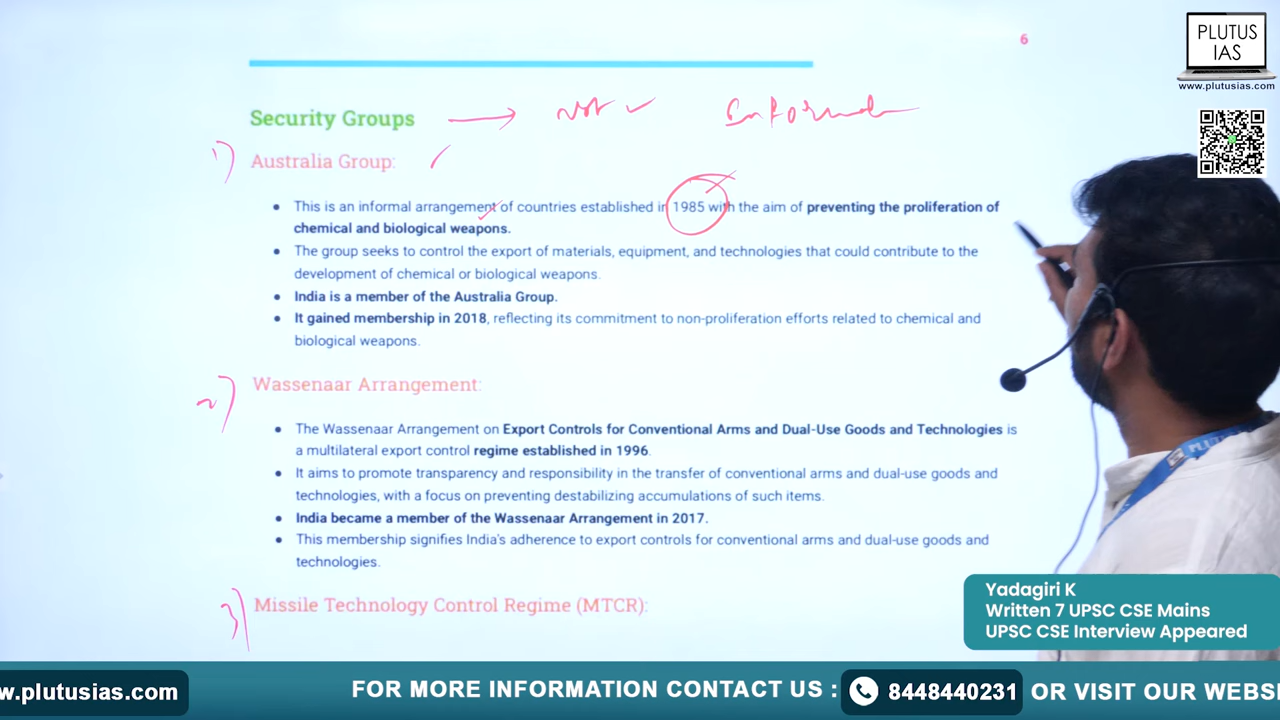 6
PLUTUS
IAS
www.plutusias.com
Security Groups
Not
1)
Australia Group:
This is an informal arrangement of countries established in 1985 with the aim of preventing the proliferation of
chemical and biological weapons.
The group seeks to control the export of materials, equipment, and technologies that could contribute to the
development of chemical or biological weapons.
India is a member of the Australia Group.
It gained membership in 2018, reflecting its commitment to non-proliferation efforts related to chemical and
biological weapons.
2)
Wassenaar Arrangement:
The Wassenaar Arrangement on Export Controls for Conventional Arms and Dual-Use Goods and Technologies is
a multilateral export control regime established in 1996.
It aims to promote transparency and responsibility in the transfer of conventional arms and dual-use goods and
technologies, with a focus on preventing destabilizing accumulations of such items.
India became a member of the Wassenaar Arrangement in 2017.
This membership signifies India's adherence to export controls for conventional arms and dual-use goods and
technologies.
3)
Missile Technology Control Regime (MTCR):
Yadagiri K
Written 7 UPSC CSE Mains
UPSC CSE Interview Appeared
w.plutusias.com
FOR MORE INFORMATION CONTACT US : 8448440231 OR VISIT OUR WEBSI